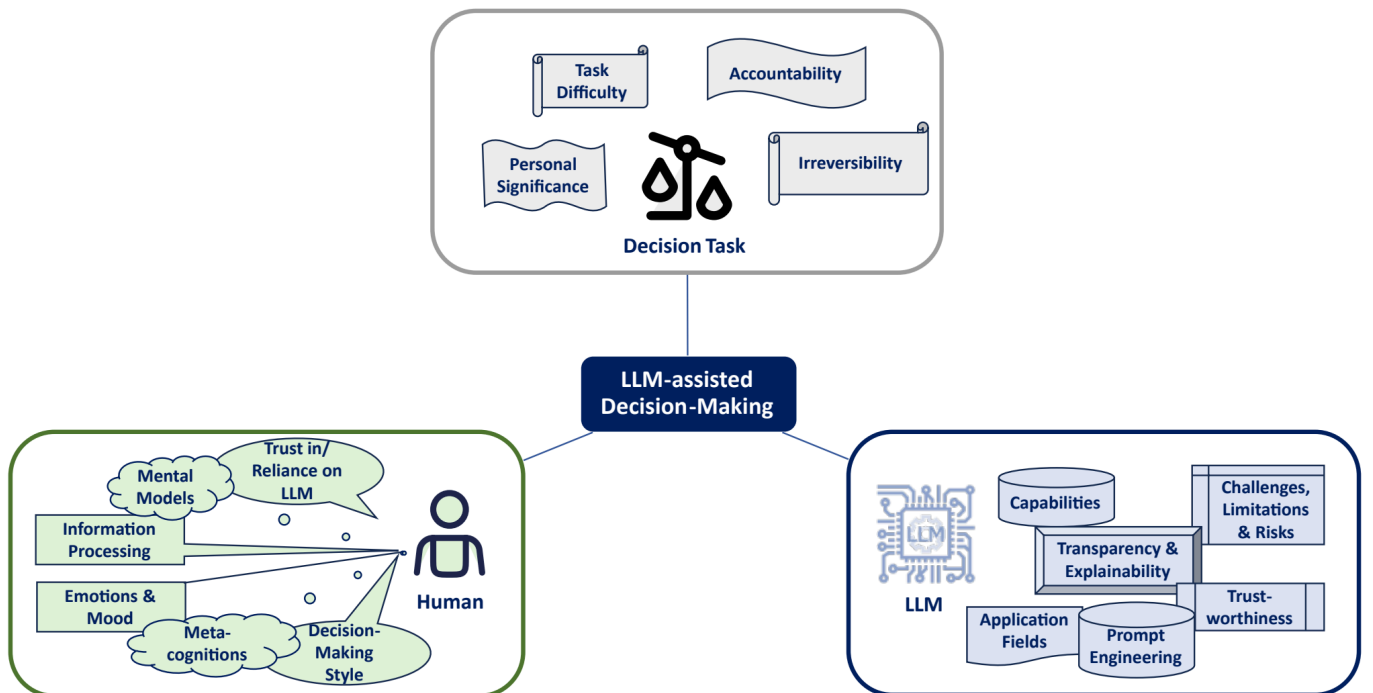 Task
Difficulty
Accountability
Personal
Significance
Irreversibility
Decision Task
LLM-assisted
Decision-Making
Trust in/
Reliance on
LLM
Mental
Models
Information
Processing
Emotions &
Mood
Meta-
cognitions
Decision-
Making
Style
Human
LLM
LLM
Capabilities
Challenges,
Limitations
& Risks
Transparency &
Explainability
Trust-
worthiness
Application
Fields
Prompt
Engineering